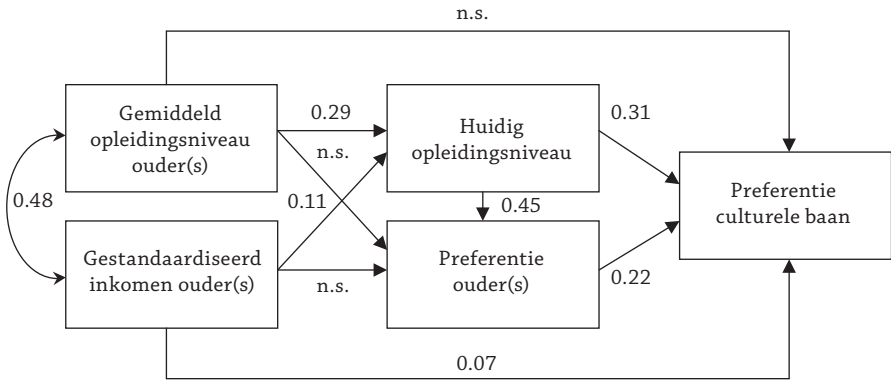 n.s.
Gemiddeld
opleidingsniveau
ouder(s)
0.29
Huidig
opleidingsniveau
0.31
n.s.
Preferentie
culturele baan
0.48
0.11
0.45
Gestandaardiseerd
inkomen ouder(s)
Preferentie
ouder(s)
n.s.
0.22
0.07